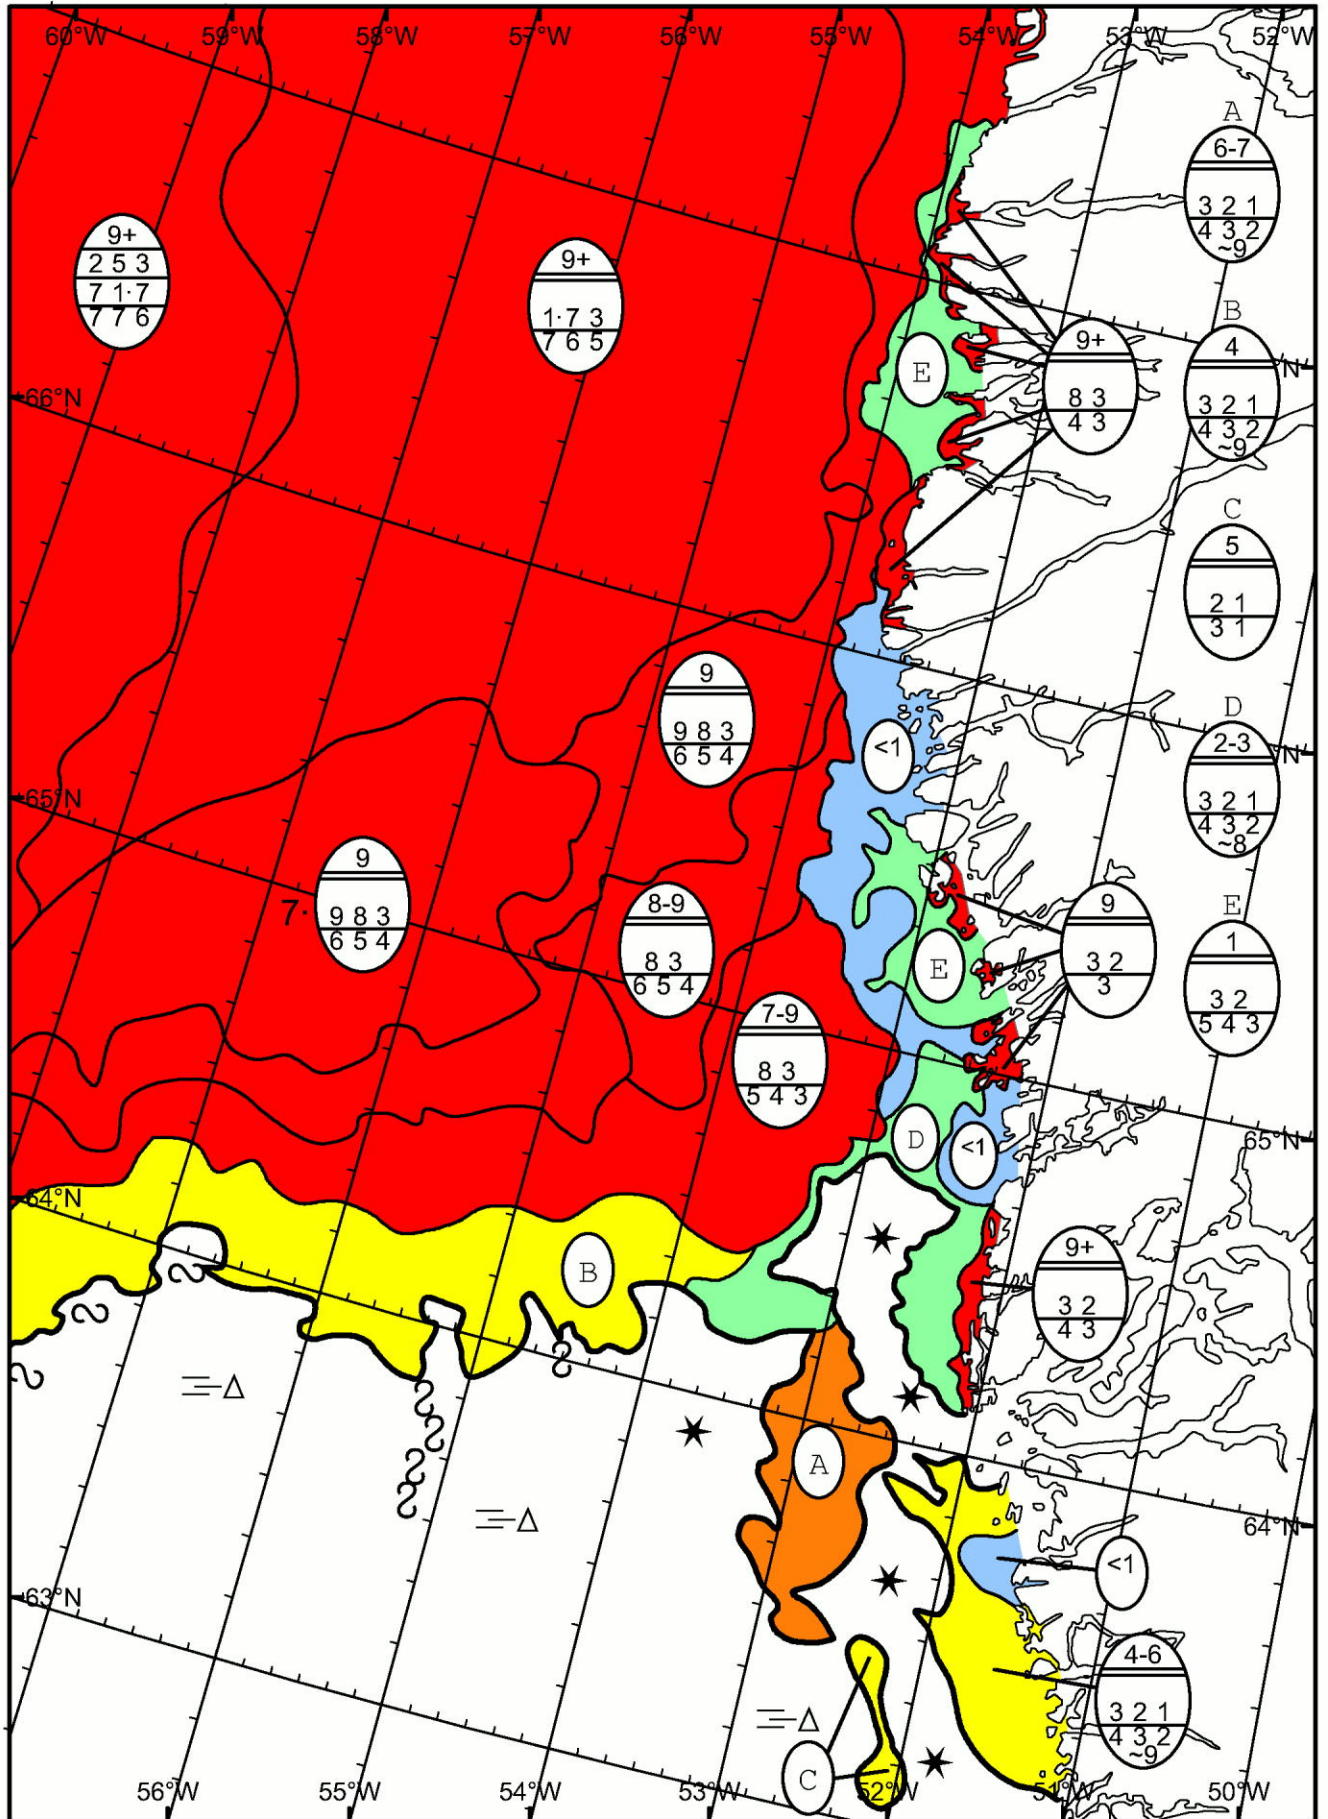 60°W 59°W 58°W 57°W 56°W 55°W 54°W 53°W 52°W
A
6-7
3 2 1
4 3 2
~9
9+
2 5 3
7 1·7
7 7 6
9+
1·7 3
7 6 5
B
4
3 2 1
4 3 2
~9
9+
8 3
4 3
E
N
66°N
C
5
2 1
3 1
9
9 8 3
6 5 4
<1
D
2-3
3 2 1
4 3 2
~8
N
65°N
9
9 8 3
6 5 4
7·
8-9
8 3
6 5 4
E
9
3 2
3
E
1
3 2
5 4 3
7-9
8 3
5 4 3
D
<1
65°N
64°N
B
9+
3 2
4 3
A
64°N
<1
63°N
4-6
3 2 1
4 3 2
~9
C
56°W 55°W 54°W 53°W 52°W 51°W 50°W